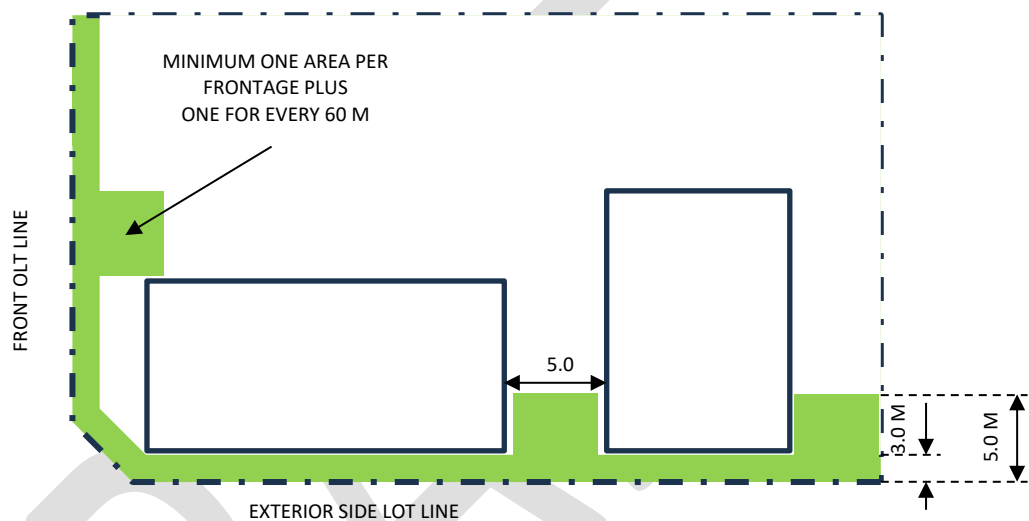 MINIMUM ONE AREA PER
FRONTAGE PLUS
ONE FOR EVERY 60 M
FRONT OLT LINE
5.0
3.0 M
5.0 M
EXTERIOR SIDE LOT LINE